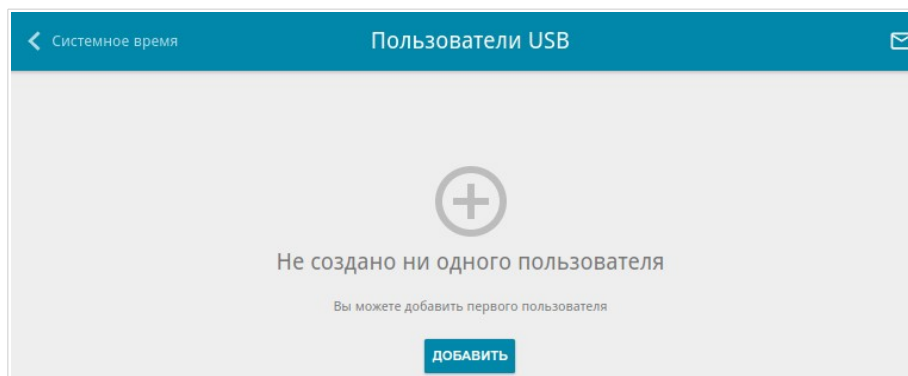 Системное время
Пользователи USB
Не создано ни одного пользователя
Вы можете добавить первого пользователя
ДОБАВИТЬ